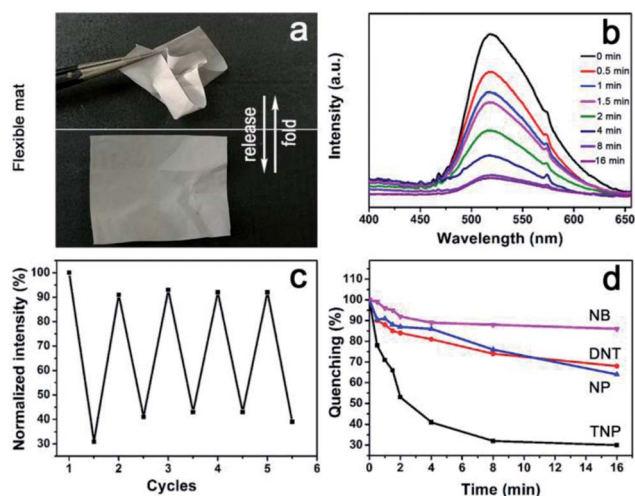 a
Flexible mat
release
fold
b
Intensity (a.u.)
0 min
0.5 min
1 min
1.5 min
2 min
4 min
8 min
16 min
400 450 500 550 600 650
Wavelength (nm)
c
Normalized intensity (%)
100
90
80
70
60
50
40
30
1 2 3 4 5 6
Cycles
d
Quenching (%)
110
100
90
80
70
60
50
40
30
NB
DNT
NP
TNP
0 2 4 6 8 10 12 14 16
Time (min)